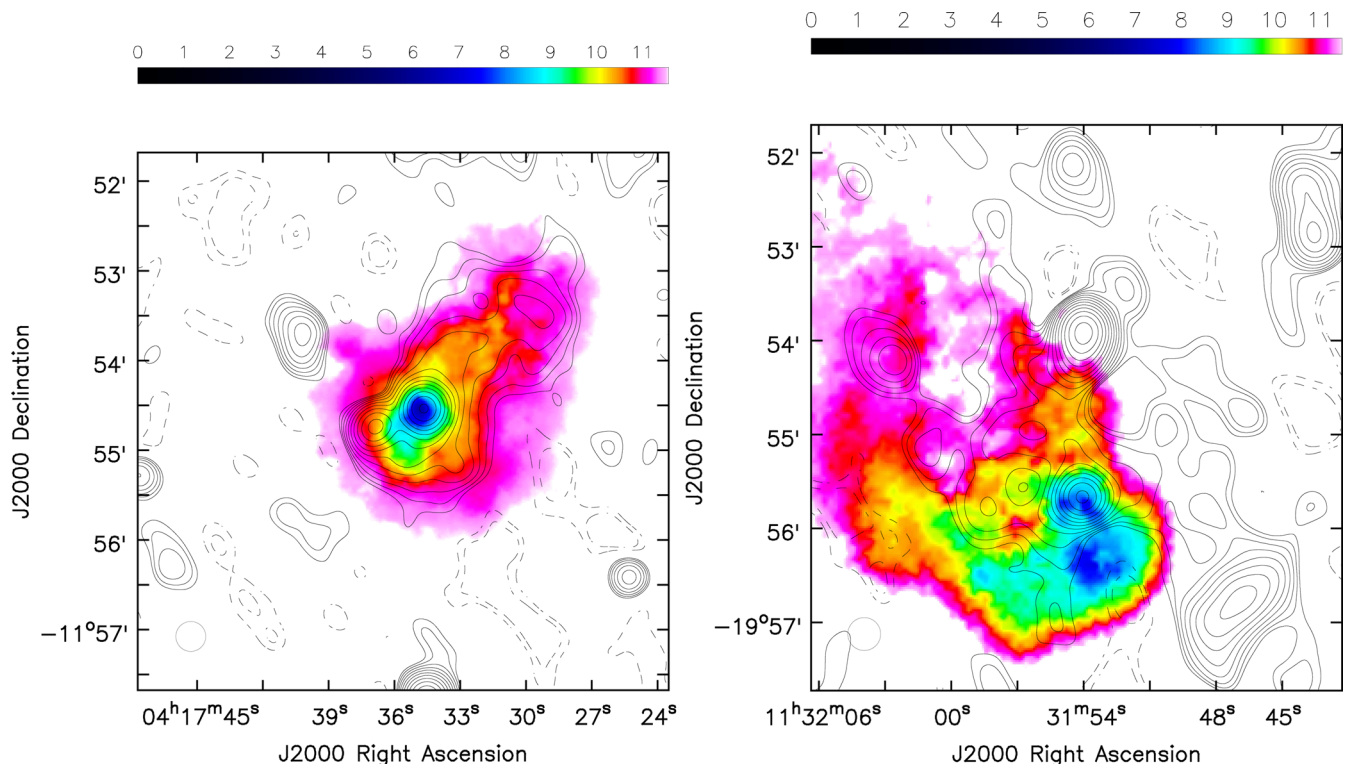 0 1 2 3 4 5 6 7 8 9 10 11
0 1 2 3 4 5 6 7 8 9 10 11
J2000 Declination
52'
53'
54'
55'
56'
−11°57'
04ʰ17ᵐ45ˢ 39ˢ 36ˢ 33ˢ 30ˢ 27ˢ 24ˢ
J2000 Right Ascension
J2000 Declination
52'
53'
54'
55'
56'
−19°57'
11ʰ32ᵐ06ˢ 00ˢ 31ᵐ54ˢ 48ˢ 45ˢ
J2000 Right Ascension